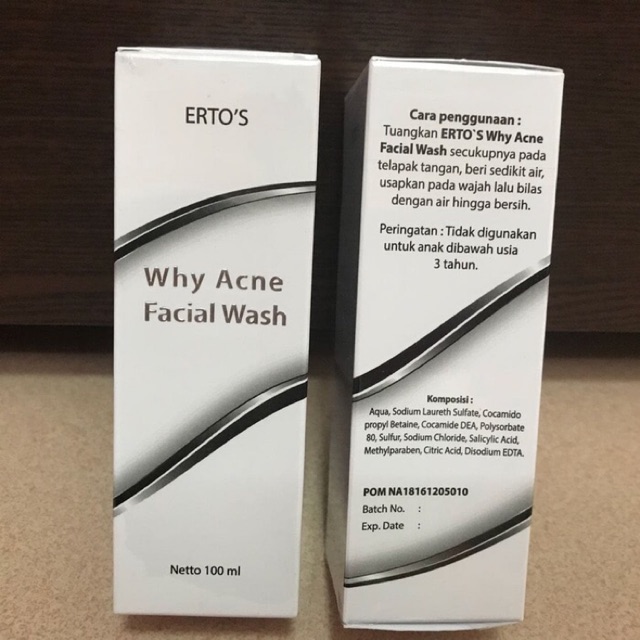 ERTO'S
Why Acne
Facial Wash
Netto 100 ml
Cara penggunaan :
Tuangkan ERTO`S Why Acne
Facial Wash secukupnya pada
telapak tangan, beri sedikit air,
usapkan pada wajah lalu bilas
dengan air hingga bersih.
Peringatan : Tidak digunakan
untuk anak dibawah usia
3 tahun.
Komposisi :
Aqua, Sodium Laureth Sulfate, Cocamido
propyl Betaine, Cocamide DEA, Polysorbate
80, Sulfur, Sodium Chloride, Salicylic Acid,
Methylparaben, Citric Acid, Disodium EDTA.
POM NA18161205010
Batch No. :
Exp. Date :